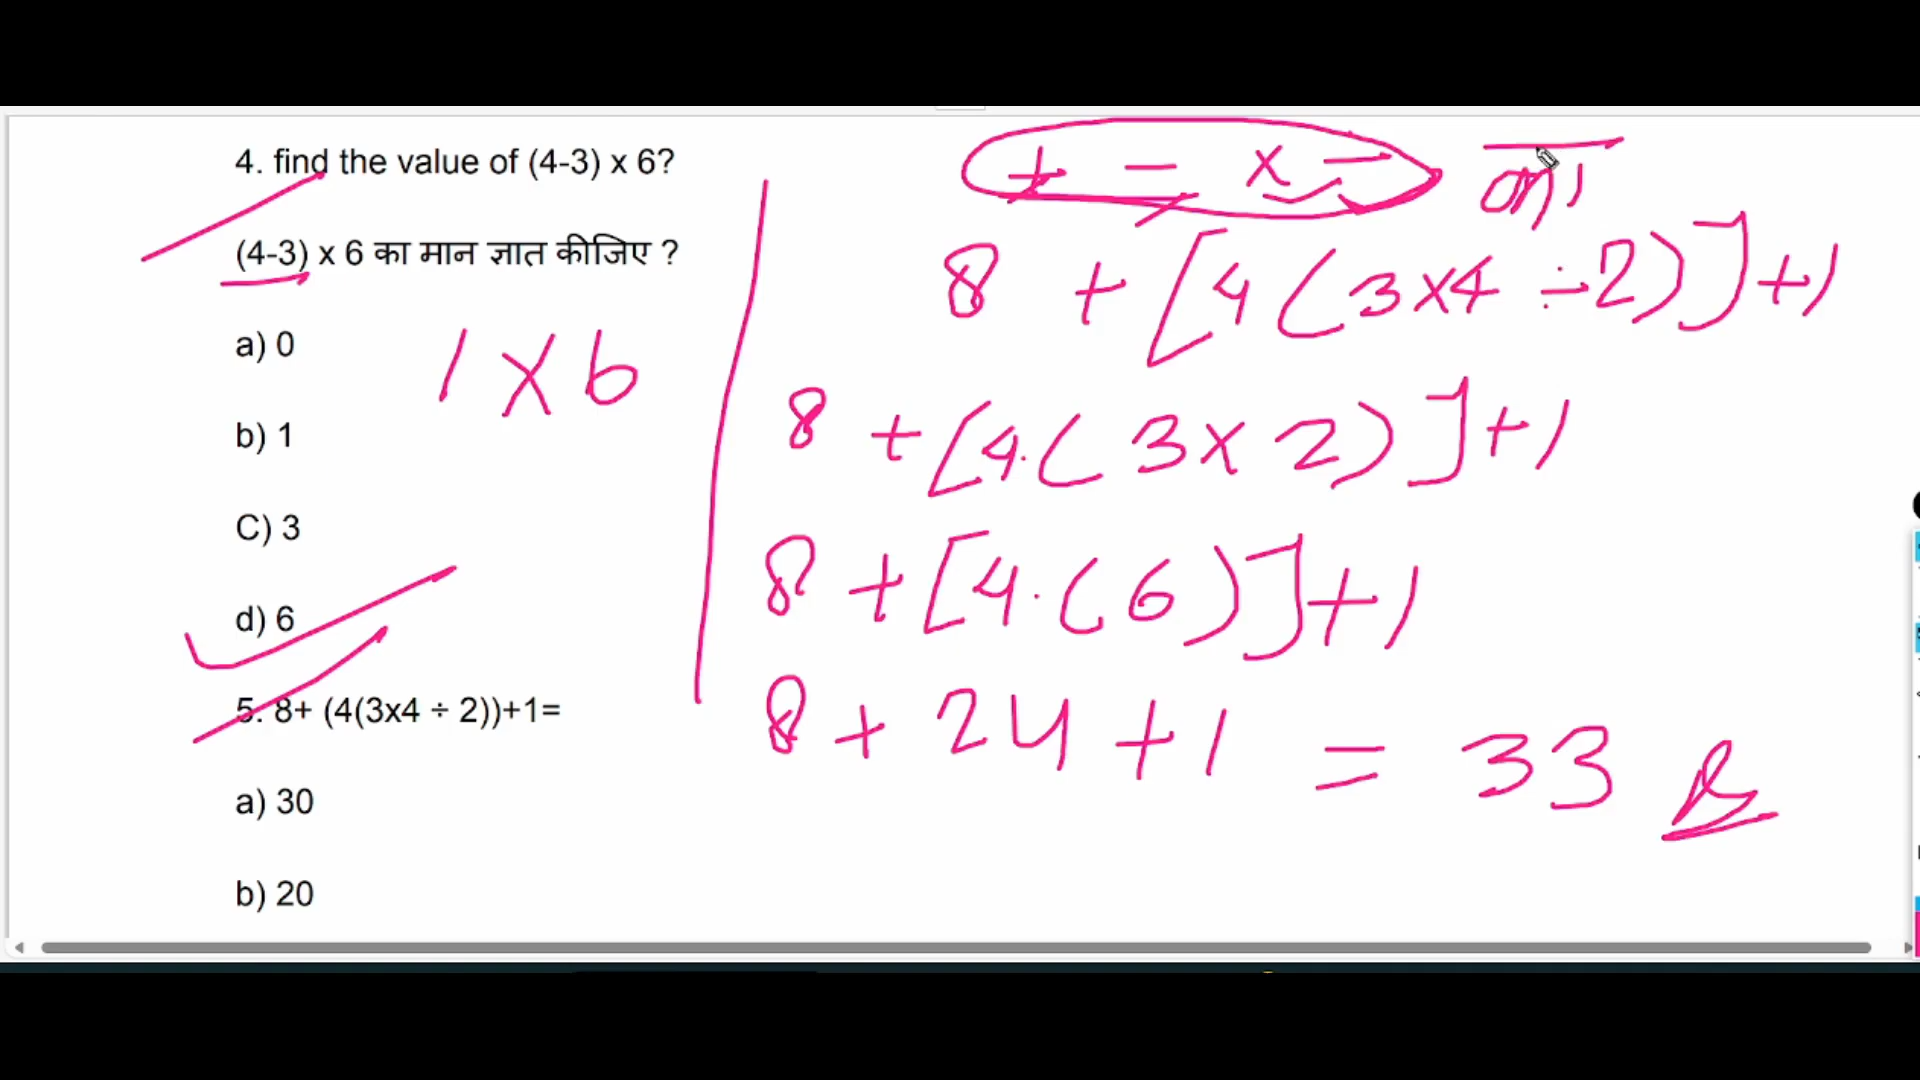 4. find the value of (4-3) x 6?
(4-3) x 6 का मान ज्ञात कीजिए ?
a) 0
b) 1
C) 3
d) 6
5. 8+ (4(3x4 ÷ 2))+1=
a) 30
b) 20
1 x 6
+ - x ÷
8 + [4(3x4 ÷ 2)]+1
8 + [4.(3x2)]+1
8 + [4.(6)]+1
8 + 24 + 1 = 33